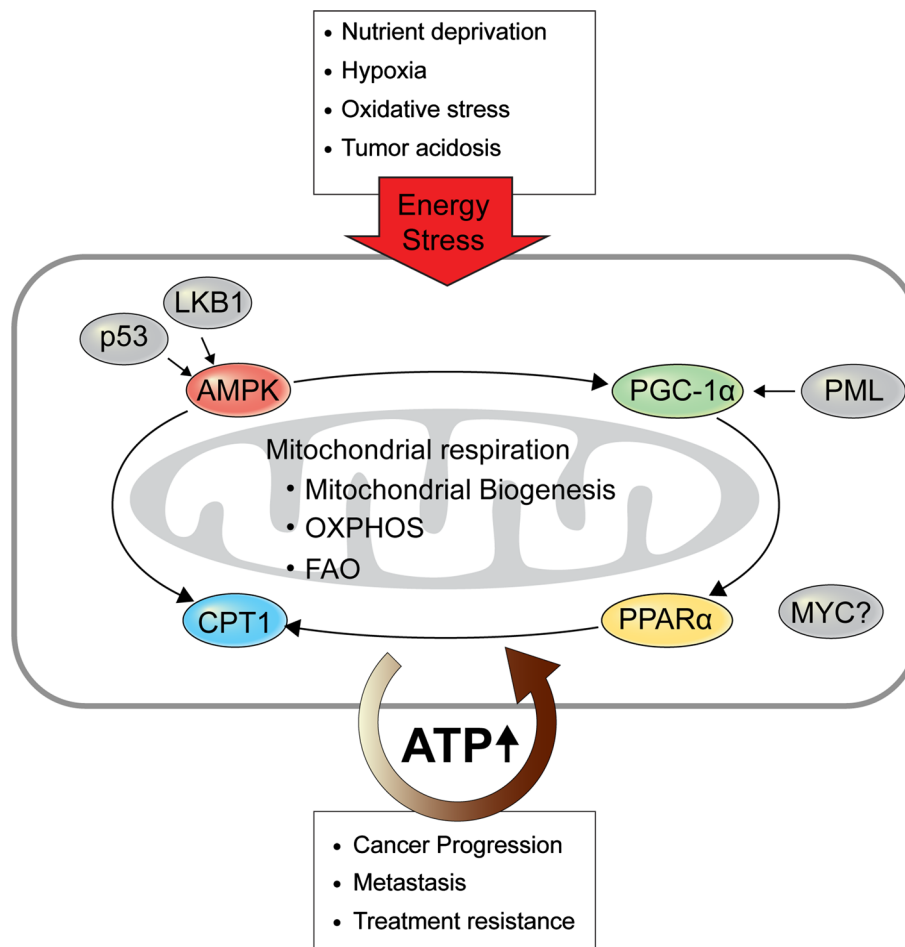 • Nutrient deprivation
• Hypoxia
• Oxidative stress
• Tumor acidosis
Energy
Stress
LKB1
p53
AMPK
PGC-1α
PML
Mitochondrial respiration
• Mitochondrial Biogenesis
• OXPHOS
• FAO
CPT1
PPARα
MYC?
ATP↑
• Cancer Progression
• Metastasis
• Treatment resistance